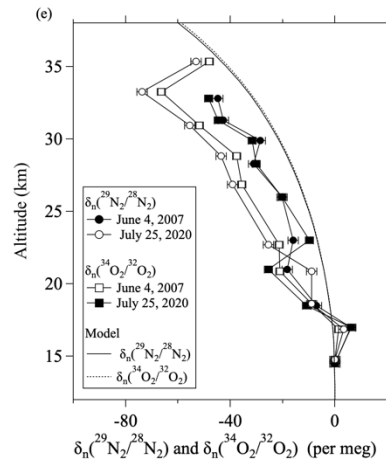 (e)
35
30
25
20
15
Altitude (km)
δn(²⁹N₂/²⁸N₂)
June 4, 2007
July 25, 2020
δn(³⁴O₂/³²O₂)
June 4, 2007
July 25, 2020
Model
δn(²⁹N₂/²⁸N₂)
δn(³⁴O₂/³²O₂)
-80 -40 0
δn(²⁹N₂/²⁸N₂) and δn(³⁴O₂/³²O₂) (per meg)